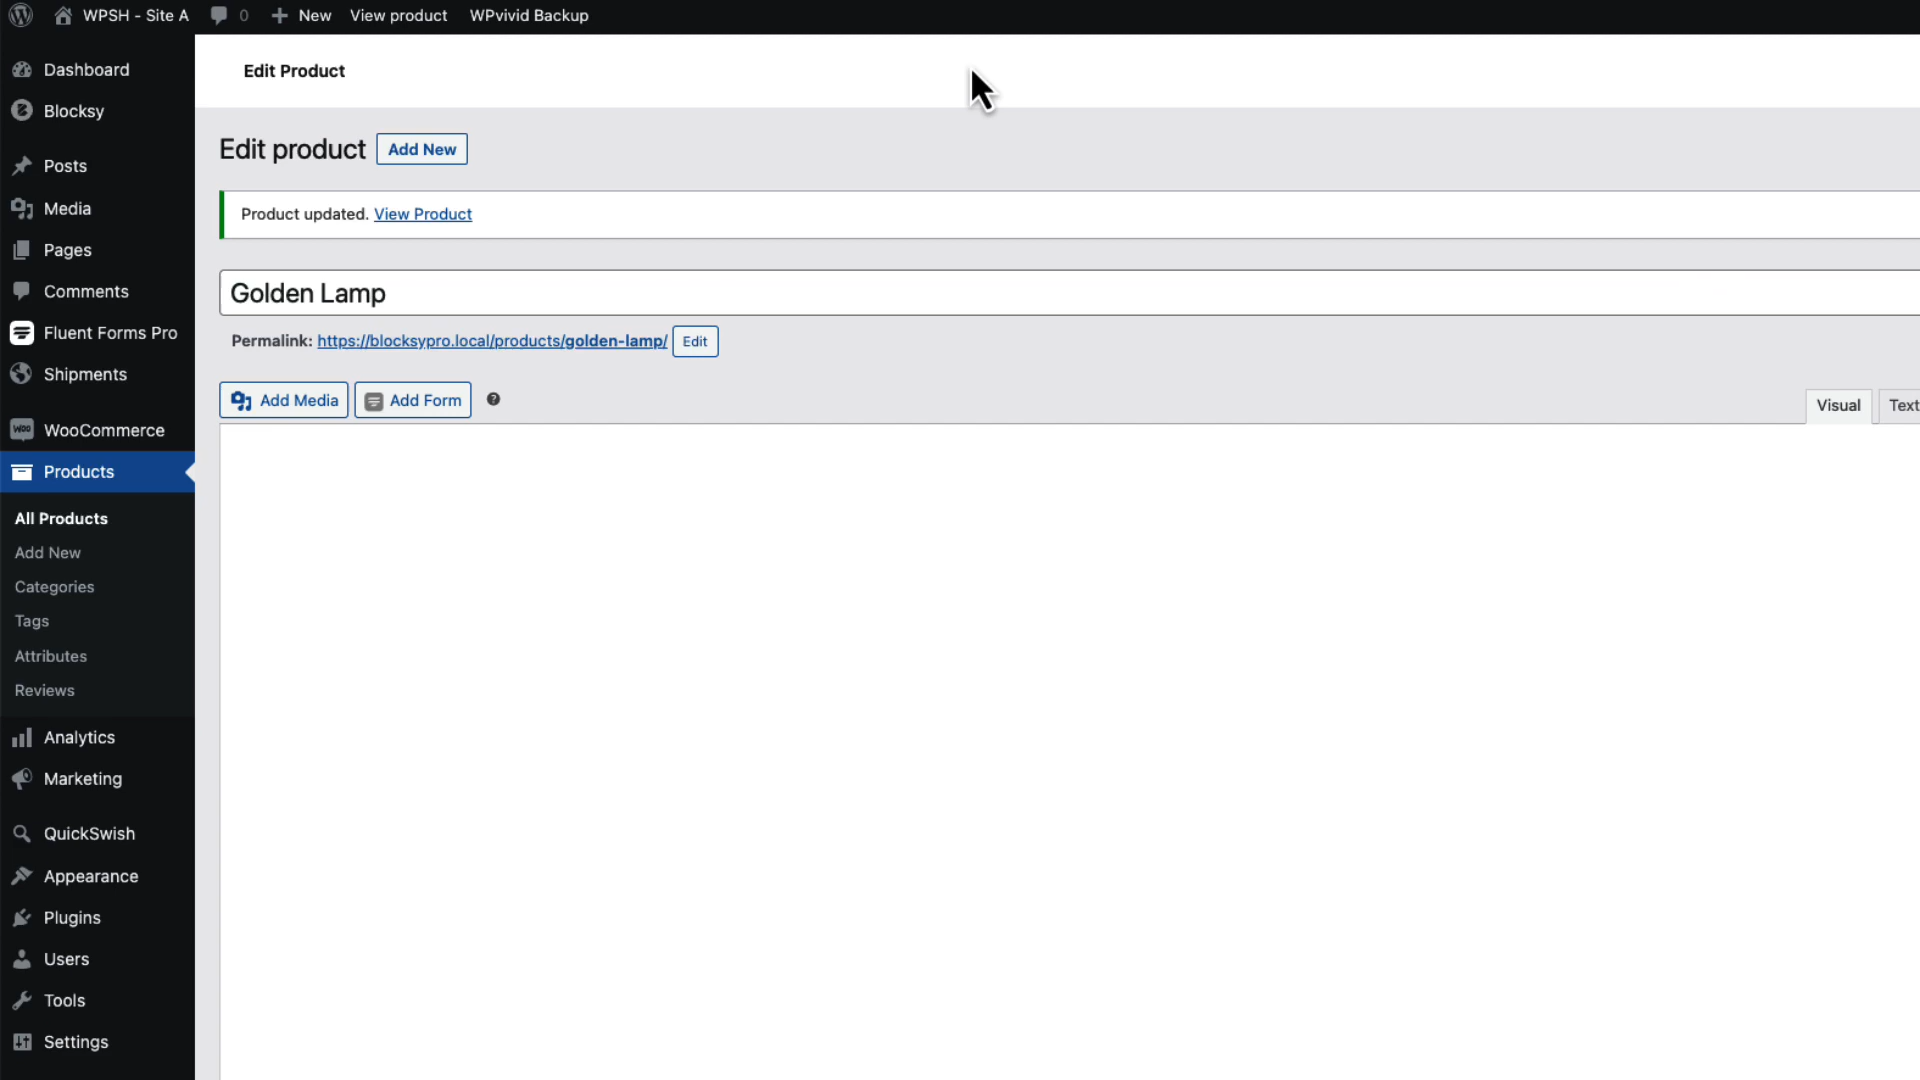 WPSH - Site A 0 New View product WPvivid Backup
Dashboard
Blocksy
Posts
Media
Pages
Comments
Fluent Forms Pro
Shipments
WOO WooCommerce
Products
All Products
Add New
Categories
Tags
Attributes
Reviews
Analytics
Marketing
QuickSwish
Appearance
Plugins
Users
Tools
Settings
Edit Product
Edit product Add New
Product updated. View Product
Golden Lamp
Permalink: https://blocksypro.local/products/golden-lamp/ Edit
Add Media Add Form ?
Visual Text